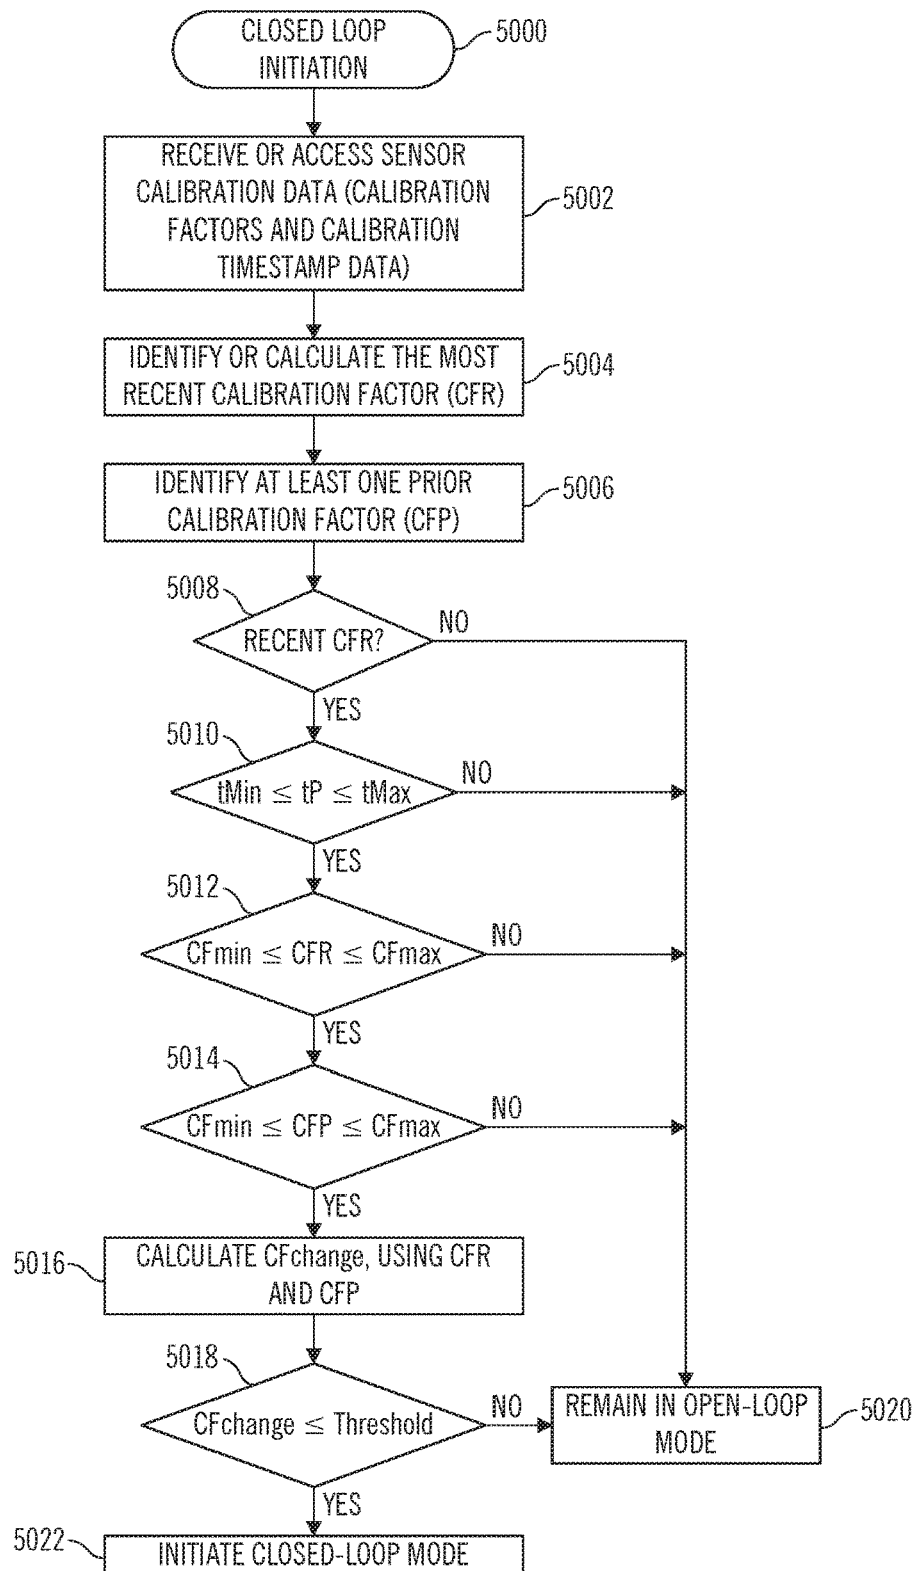 CLOSED LOOP
INITIATION
5000
RECEIVE OR ACCESS SENSOR
CALIBRATION DATA (CALIBRATION
FACTORS AND CALIBRATION
TIMESTAMP DATA)
5002
IDENTIFY OR CALCULATE THE MOST
RECENT CALIBRATION FACTOR (CFR)
5004
IDENTIFY AT LEAST ONE PRIOR
CALIBRATION FACTOR (CFP)
5006
5008
RECENT CFR?
NO
YES
5010
tMin ≤ tP ≤ tMax
NO
YES
5012
CFmin ≤ CFR ≤ CFmax
NO
YES
5014
CFmin ≤ CFP ≤ CFmax
NO
YES
5016
CALCULATE CFchange, USING CFR
AND CFP
5018
CFchange ≤ Threshold
NO
REMAIN IN OPEN-LOOP
MODE
5020
YES
5022
INITIATE CLOSED-LOOP MODE